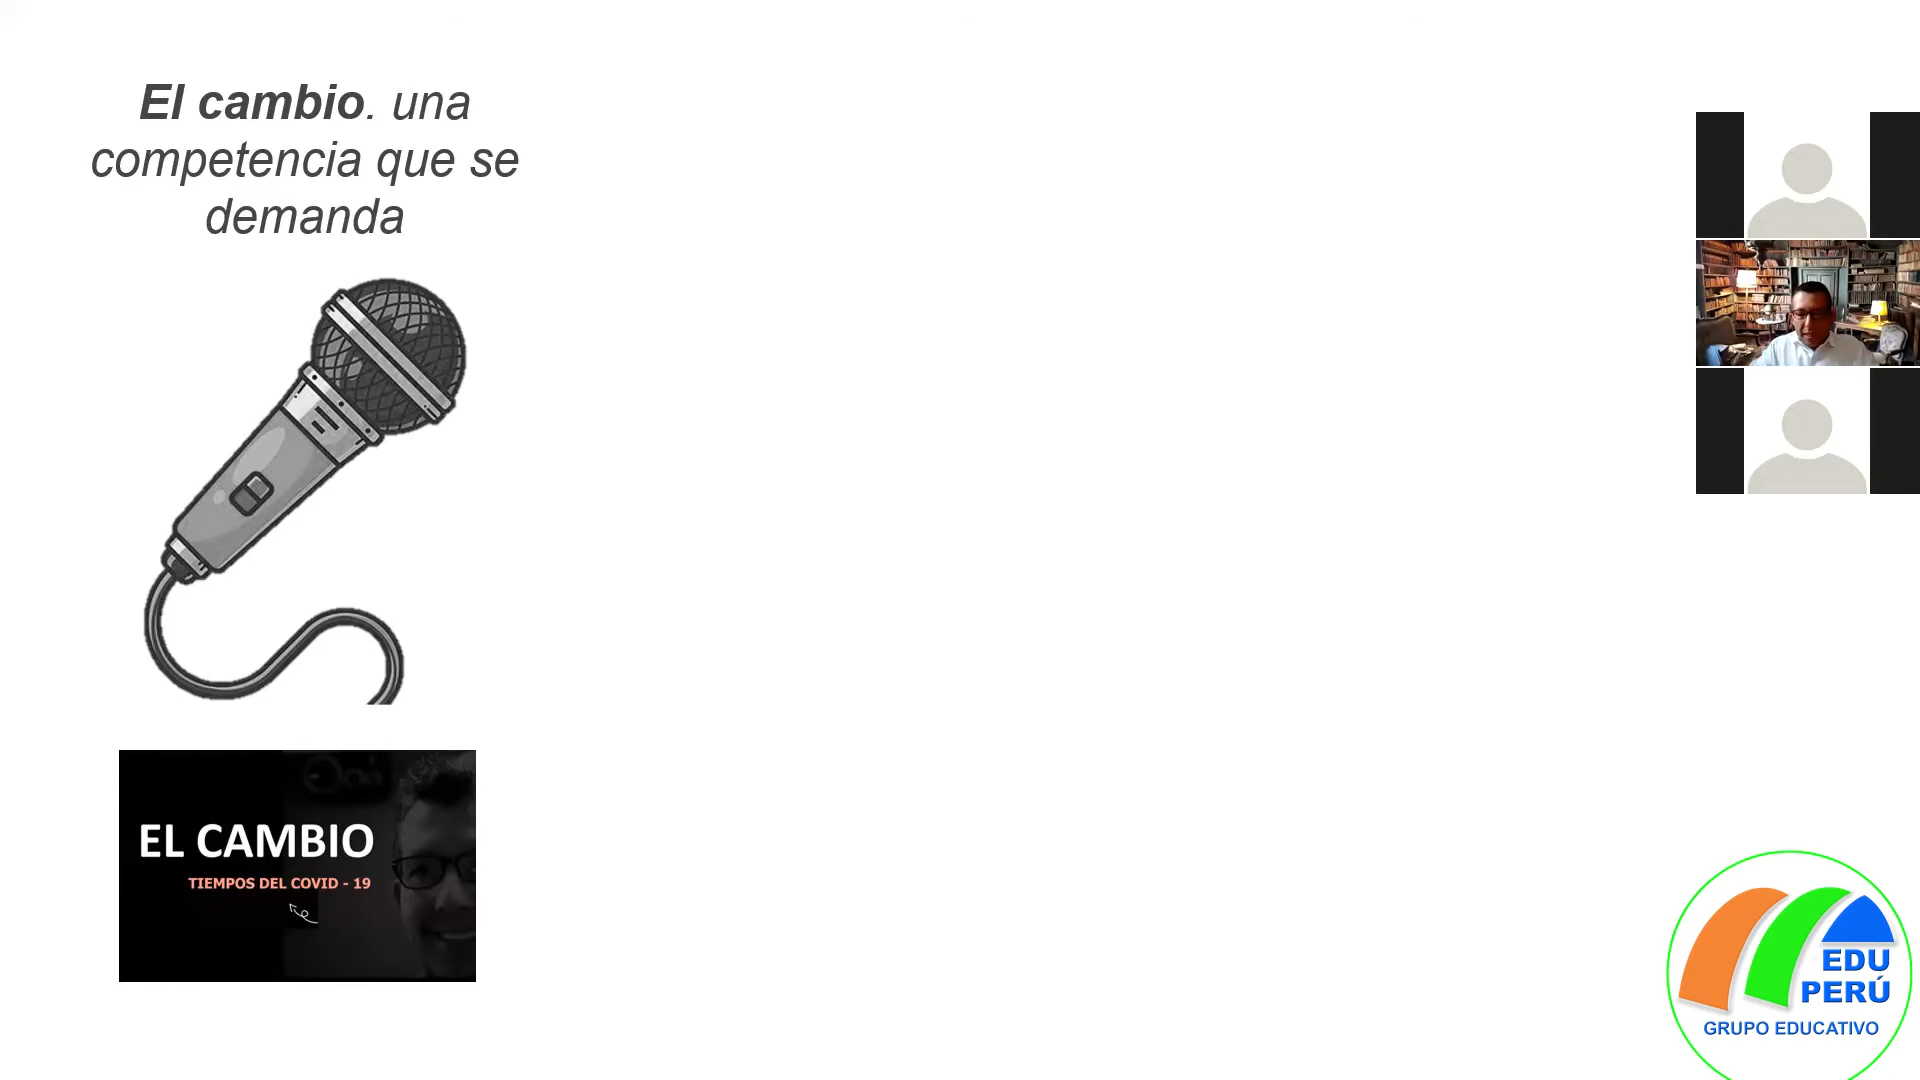 El cambio. una
competencia que se
demanda
EL CAMBIO
TIEMPOS DEL COVID - 19
EDU
PERÚ
GRUPO EDUCATIVO